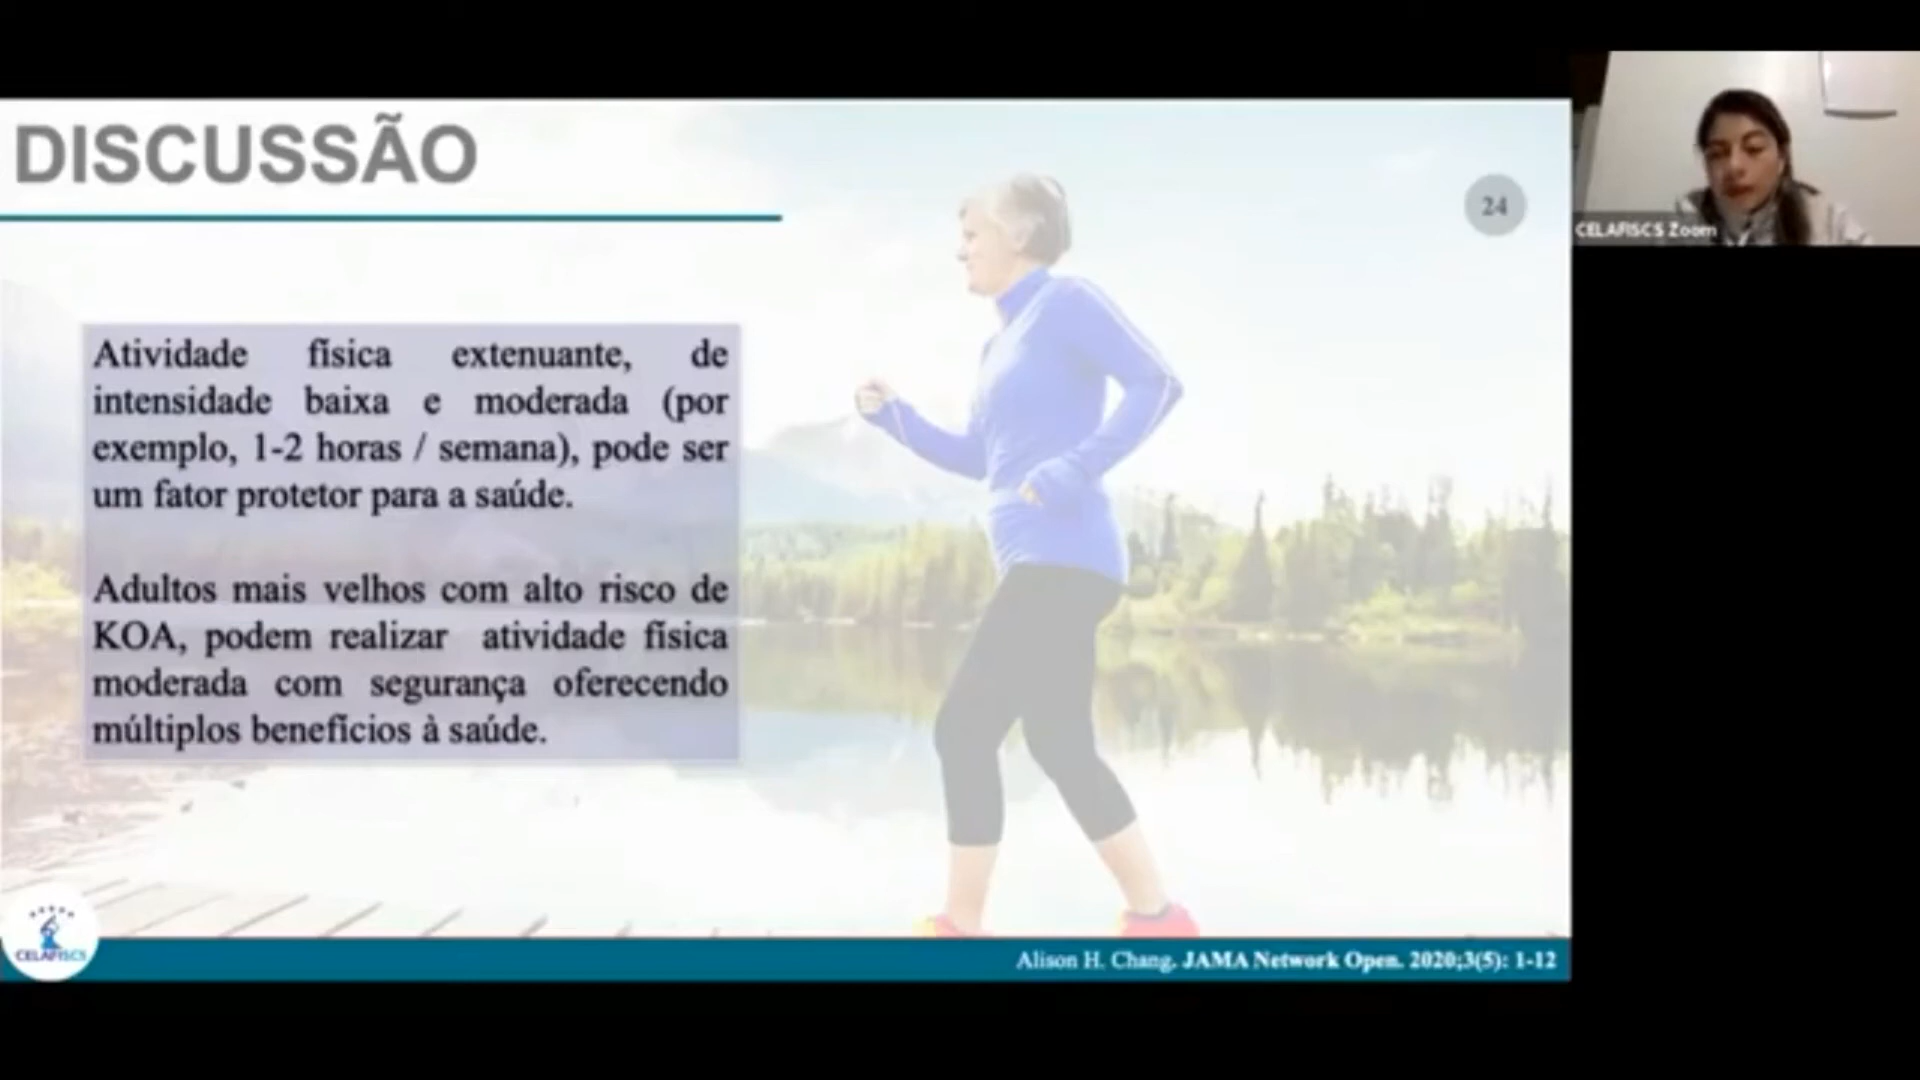 DISCUSSÃO
24
CELAFISCS Zoom
Atividade física extenuante, de
intensidade baixa e moderada (por
exemplo, 1-2 horas / semana), pode ser
um fator protetor para a saúde.
Adultos mais velhos com alto risco de
KOA, podem realizar atividade física
moderada com segurança oferecendo
múltiplos benefícios à saúde.
CELAFISCS
Alison H. Chang. JAMA Network Open. 2020;3(5): 1-12